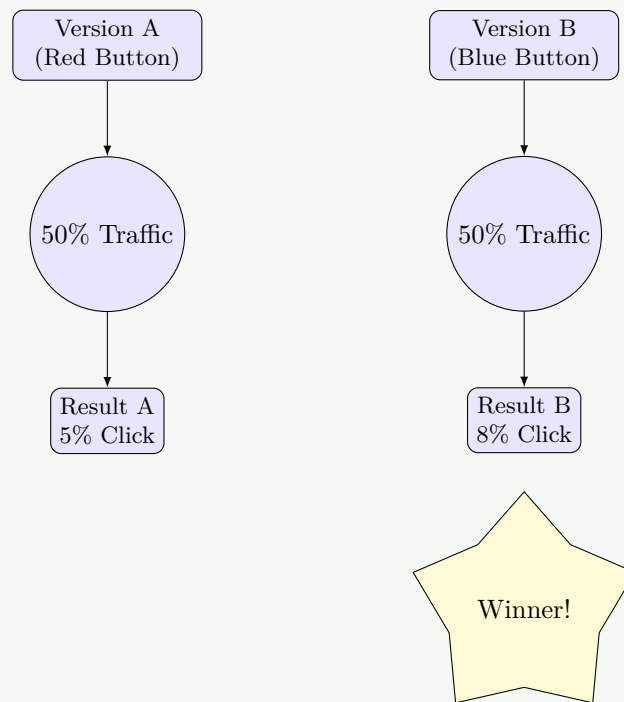 Version A
(Red Button)
Version B
(Blue Button)
50% Traffic
50% Traffic
Result A
5% Click
Result B
8% Click
Winner!